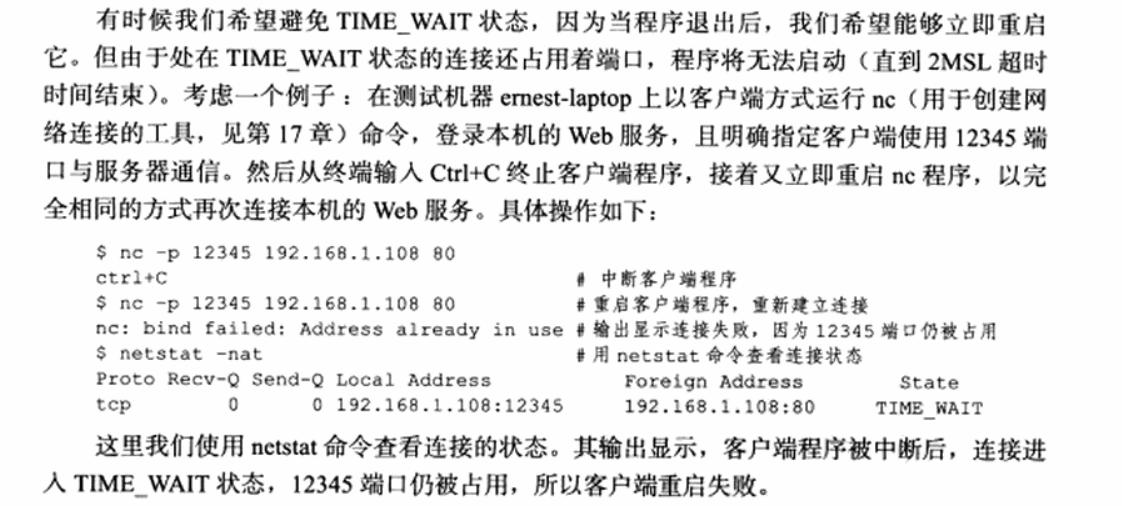 有时候我们希望避免 TIME_WAIT 状态，因为当程序退出后，我们希望能够立即重启
它。但由于处在 TIME_WAIT 状态的连接还占用着端口，程序将无法启动（直到 2MSL 超时
时间结束）。考虑一个例子：在测试机器 ernest-laptop 上以客户端方式运行 nc（用于创建网
络连接的工具，见第 17 章）命令，登录本机的 Web 服务，且明确指定客户端使用 12345 端
口与服务器通信。然后从终端输入 Ctrl+C 终止客户端程序，接着又立即重启 nc 程序，以完
全相同的方式再次连接本机的 Web 服务。具体操作如下：
$ nc -p 12345 192.168.1.108 80
ctrl+C # 中断客户端程序
$ nc -p 12345 192.168.1.108 80 # 重启客户端程序，重新建立连接
nc: bind failed: Address already in use # 输出显示连接失败，因为 12345 端口仍被占用
$ netstat -nat # 用 netstat 命令查看连接状态
Proto Recv-Q Send-Q Local Address Foreign Address State
tcp 0 0 192.168.1.108:12345 192.168.1.108:80 TIME_WAIT
这里我们使用 netstat 命令查看连接的状态。其输出显示，客户端程序被中断后，连接进
入 TIME_WAIT 状态，12345 端口仍被占用，所以客户端重启失败。